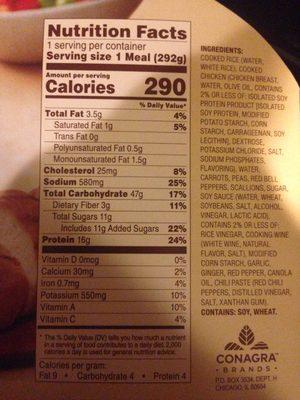 Nutrition Facts
1 serving per container
Serving size 1 Meal (292g)
Amount per serving
Calories 290
% Daily Value*
Total Fat 3.5g 4%
Saturated Fat 1g 5%
Trans Fat 0g
Polyunsaturated Fat 0.5g
Monounsaturated Fat 1.5g
Cholesterol 25mg 8%
Sodium 580mg 25%
Total Carbohydrate 47g 17%
Dietary Fiber 3g 11%
Total Sugars 11g
Includes 11g Added Sugars 22%
Protein 16g 24%
Vitamin D 0mcg 0%
Calcium 30mg 2%
Iron 0.7mg 4%
Potassium 550mg 10%
Vitamin A 10%
Vitamin C 4%
* The % Daily Value (DV) tells you how much a nutrient
in a serving of food contributes to a daily diet. 2,000
calories a day is used for general nutrition advice.
Calories per gram:
Fat 9 • Carbohydrate 4 • Protein 4
INGREDIENTS:
COOKED RICE (WATER,
WHITE RICE), COOKED
CHICKEN (CHICKEN BREAST,
WATER, OLIVE OIL, CONTAINS
2% OR LESS OF: ISOLATED SOY
PROTEIN PRODUCT [ISOLATED
SOY PROTEIN, MODIFIED
POTATO STARCH, CORN
STARCH, CARRAGEENAN, SOY
LECITHIN], DEXTROSE,
POTASSIUM CHLORIDE, SALT,
SODIUM PHOSPHATES,
FLAVORING), WATER,
CARROTS, PEAS, RED BELL
PEPPERS, SCALLIONS, SUGAR,
SOY SAUCE (WATER, WHEAT,
SOYBEANS, SALT, ALCOHOL,
VINEGAR, LACTIC ACID),
CONTAINS 2% OR LESS OF:
RICE VINEGAR, COOKING WINE
(WHITE WINE, NATURAL
FLAVOR, SALT), MODIFIED
CORN STARCH, GARLIC,
GINGER, RED PEPPER, CANOLA
OIL, CHILI PASTE (RED CHILI
PEPPERS, DISTILLED VINEGAR,
SALT, XANTHAN GUM).
CONTAINS: SOY, WHEAT.
CONAGRA
BRANDS
P.O. BOX 3534, DEPT. H
CHICAGO, IL 60654